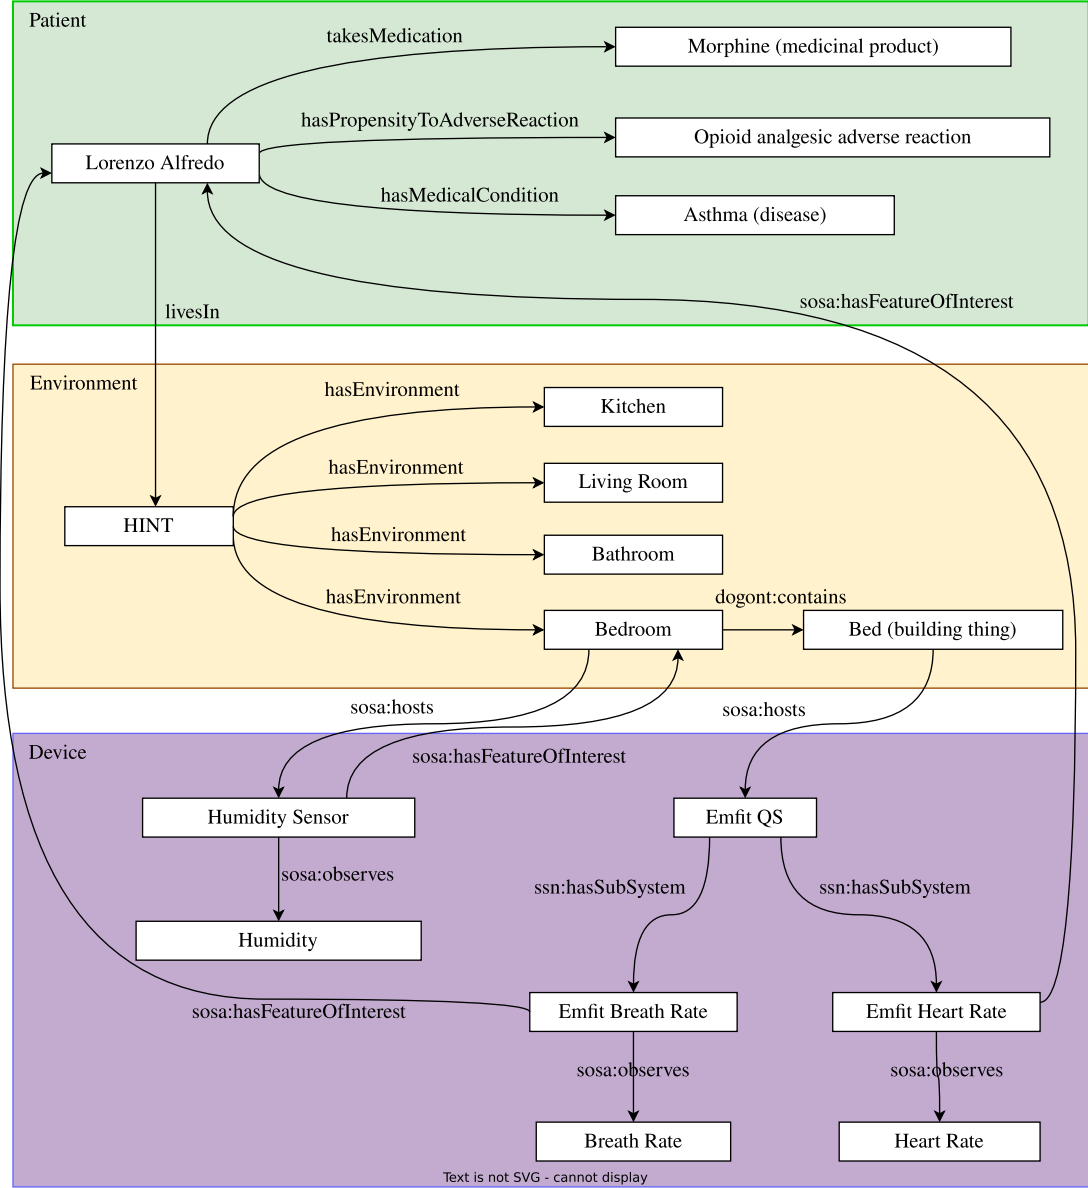 Patient
takesMedication
Morphine (medicinal product)
hasPropensityToAdverseReaction
Opioid analgesic adverse reaction
Lorenzo Alfredo
hasMedicalCondition
Asthma (disease)
sosa:hasFeatureOfInterest
livesIn
Environment
hasEnvironment
Kitchen
hasEnvironment
Living Room
HINT
hasEnvironment
Bathroom
hasEnvironment
dogont:contains
Bedroom
Bed (building thing)
sosa:hosts
sosa:hosts
Device
sosa:hasFeatureOfInterest
Humidity Sensor
Emfit QS
sosa:observes
ssn:hasSubSystem
ssn:hasSubSystem
Humidity
sosa:hasFeatureOfInterest
Emfit Breath Rate
Emfit Heart Rate
sosa:observes
sosa:observes
Breath Rate
Heart Rate
Text is not SVG - cannot display